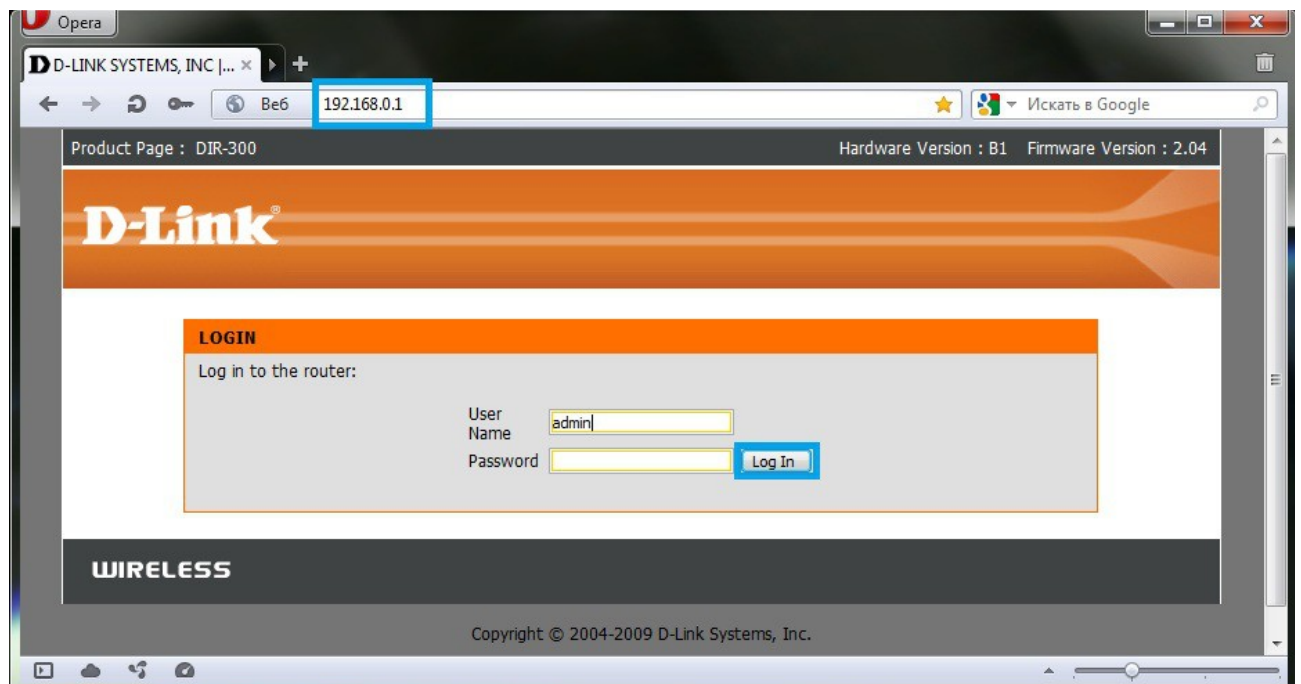 Opera
D-LINK SYSTEMS, INC |...
Веб 192.168.0.1 Искать в Google
Product Page : DIR-300 Hardware Version : B1 Firmware Version : 2.04
D-Link®
LOGIN
Log in to the router:
User Name admin
Password Log In
WIRELESS
Copyright © 2004-2009 D-Link Systems, Inc.